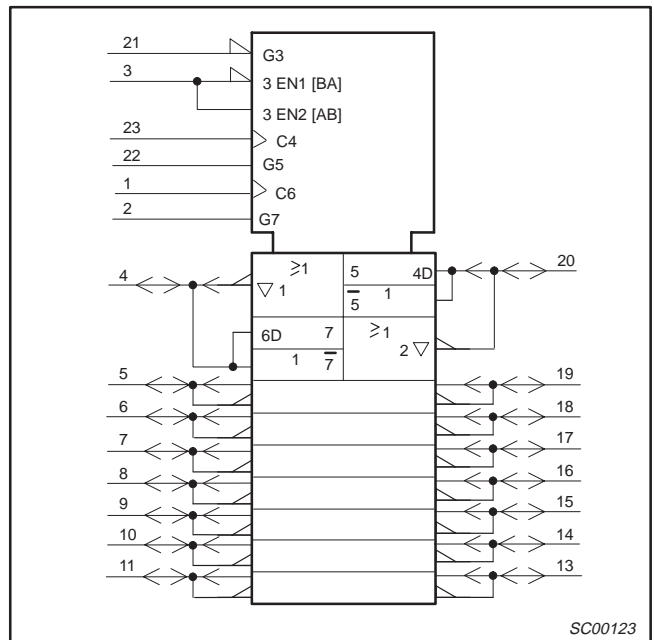 21 G3
3 3 EN1 [BA]
3 EN2 [AB]
23 C4
22 G5
1 C6
2 G7
4 ≥1 5 4D 20
▽ 1 5̅ 1
6D 7 ≥1
1 7̅ 2 ▽
5 19
6 18
7 17
8 16
9 15
10 14
11 13
SC00123